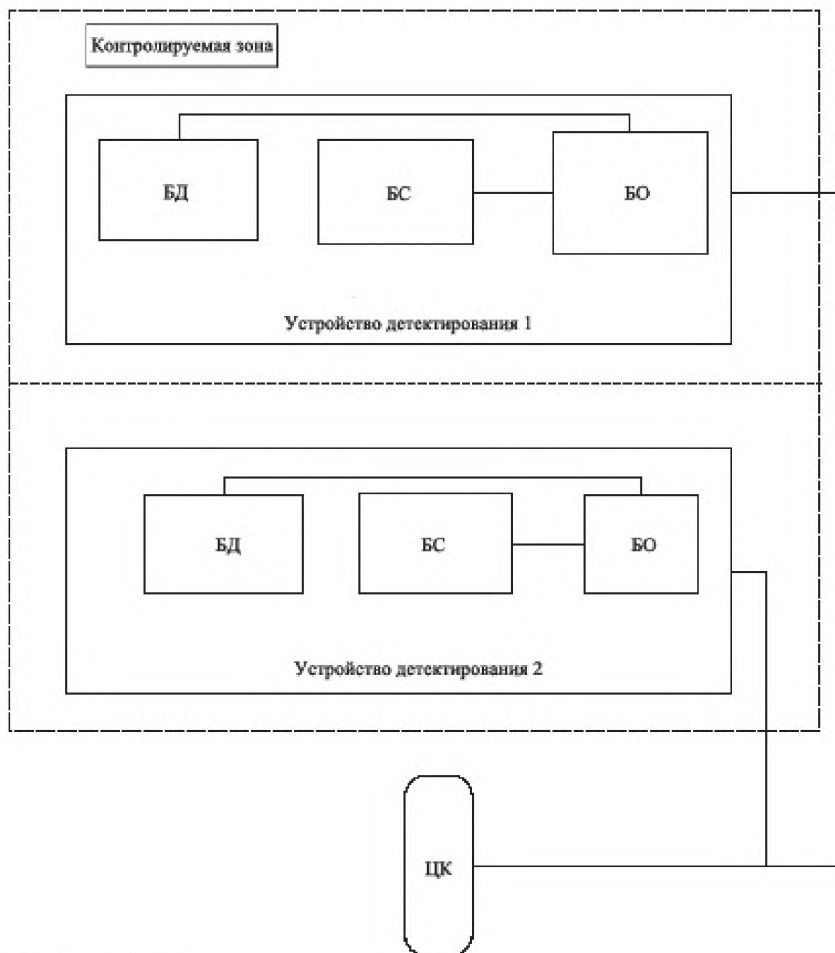 Контролируемая зона
БД
БС
БО
Устройство детектирования 1
БД
БС
БО
Устройство детектирования 2
ЦК